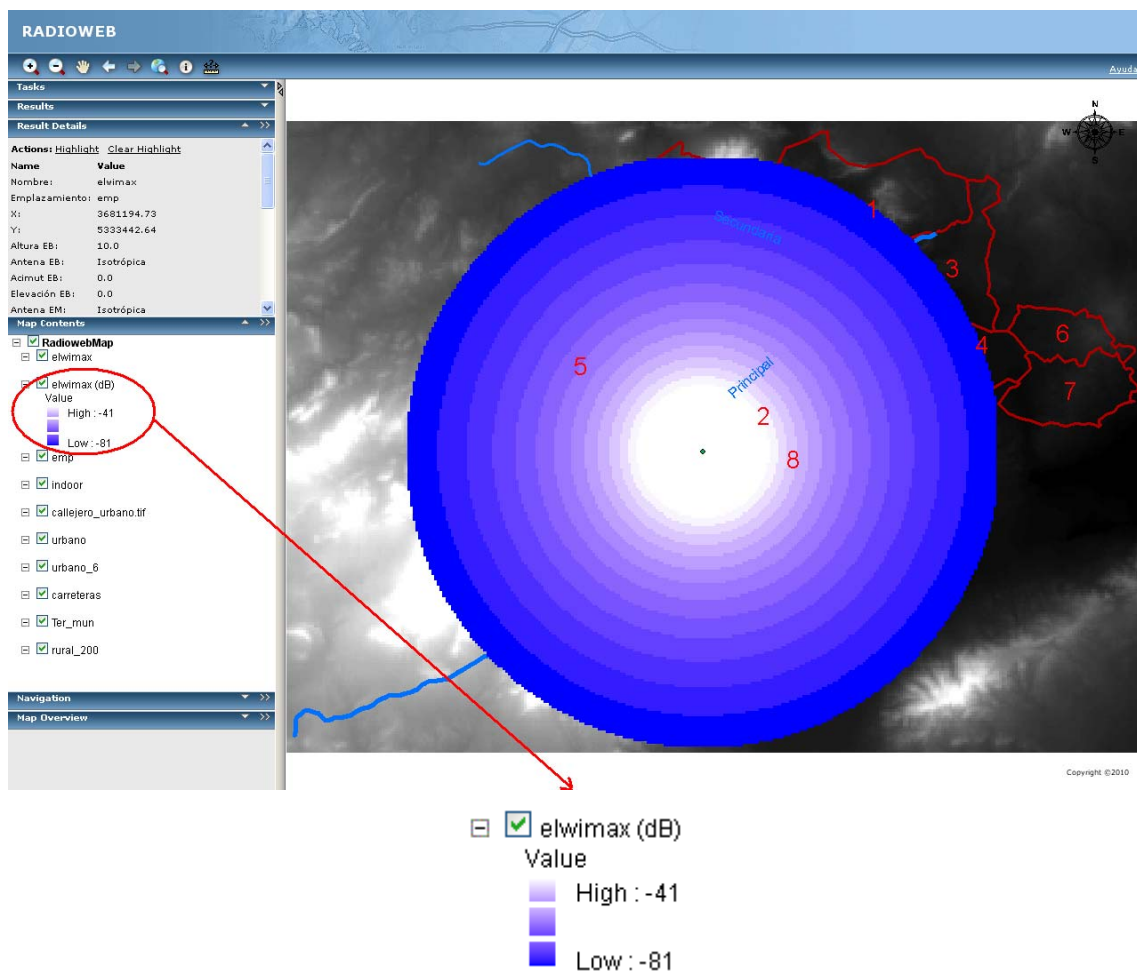 RADIOWEB
Ayuda
Tasks
Results
Result Details
Actions: Highlight Clear Highlight
Name Value
Nombre: elwimax
Emplazamiento: emp
X: 3681194.73
Y: 5333442.64
Altura EB: 10.0
Antena EB: Isotrópica
Acimut EB: 0.0
Elevación EB: 0.0
Antena EM: Isotrópica
Map Contents
RadiowebMap
elwimax
elwimax (dB)
Value
High : -41
Low : -81
emp
indoor
callejero_urbano.tif
urbano
urbano_6
carreteras
Ter_mun
rural_200
Navigation
Map Overview
N
W E
S
1
Secundaria
3
6
4
5
7
Principal
2
8
Copyright ©2010
elwimax (dB)
Value
High : -41
Low : -81